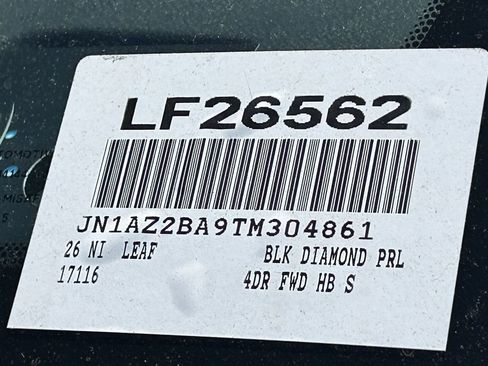 LF26562
JN1AZ2BA9TM304861
26 NI LEAF BLK DIAMOND PRL
17116 4DR FWD HB S